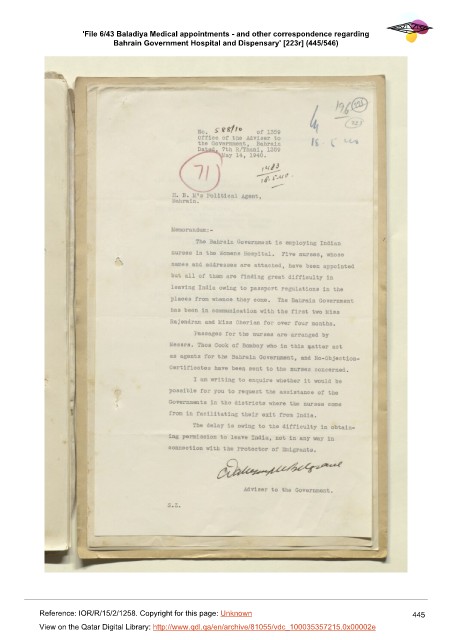 'File 6/43 Baladiya Medical appointments - and other correspondence regarding
Bahrain Government Hospital and Dispensary' [223r] (445/546)
196
No. 588/10 of 1359
Office of the Adviser to
the Government, Bahrain
Dated, 7th R/Thani, 1359
May 14, 1940.
71
1483
18.5.40.
H. B. M's Political Agent,
Bahrain.
Memorandum:-
The Bahrain Government is employing Indian
nurses in the Womens Hospital. Five nurses, whose
names and addresses are attached, have been appointed
but all of them are finding great difficulty in
leaving India owing to passport regulations in the
places from whence they come. The Bahrain Government
has been in communication with the first two Miss
Rajendran and Miss Cherian for over four months.
Passages for the nurses are arranged by
Messrs. Thos Cook of Bombay who in this matter act
as agents for the Bahrain Government, and No-Objection-
Certificates have been sent to the nurses concerned.
I am writing to enquire whether it would be
possible for you to request the assistance of the
Governments in the districts where the nurses come
from in facilitating their exit from India.
The delay is owing to the difficulty in obtain-
ing permission to leave India, not in any way in
connection with the Protector of Emigrants.
CDalrymple Belgrave
Adviser to the Government.
S.Z.
Reference: IOR/R/15/2/1258. Copyright for this page: Unknown
View on the Qatar Digital Library: http://www.qdl.qa/en/archive/81055/vdc_100035357215.0x00002e
445